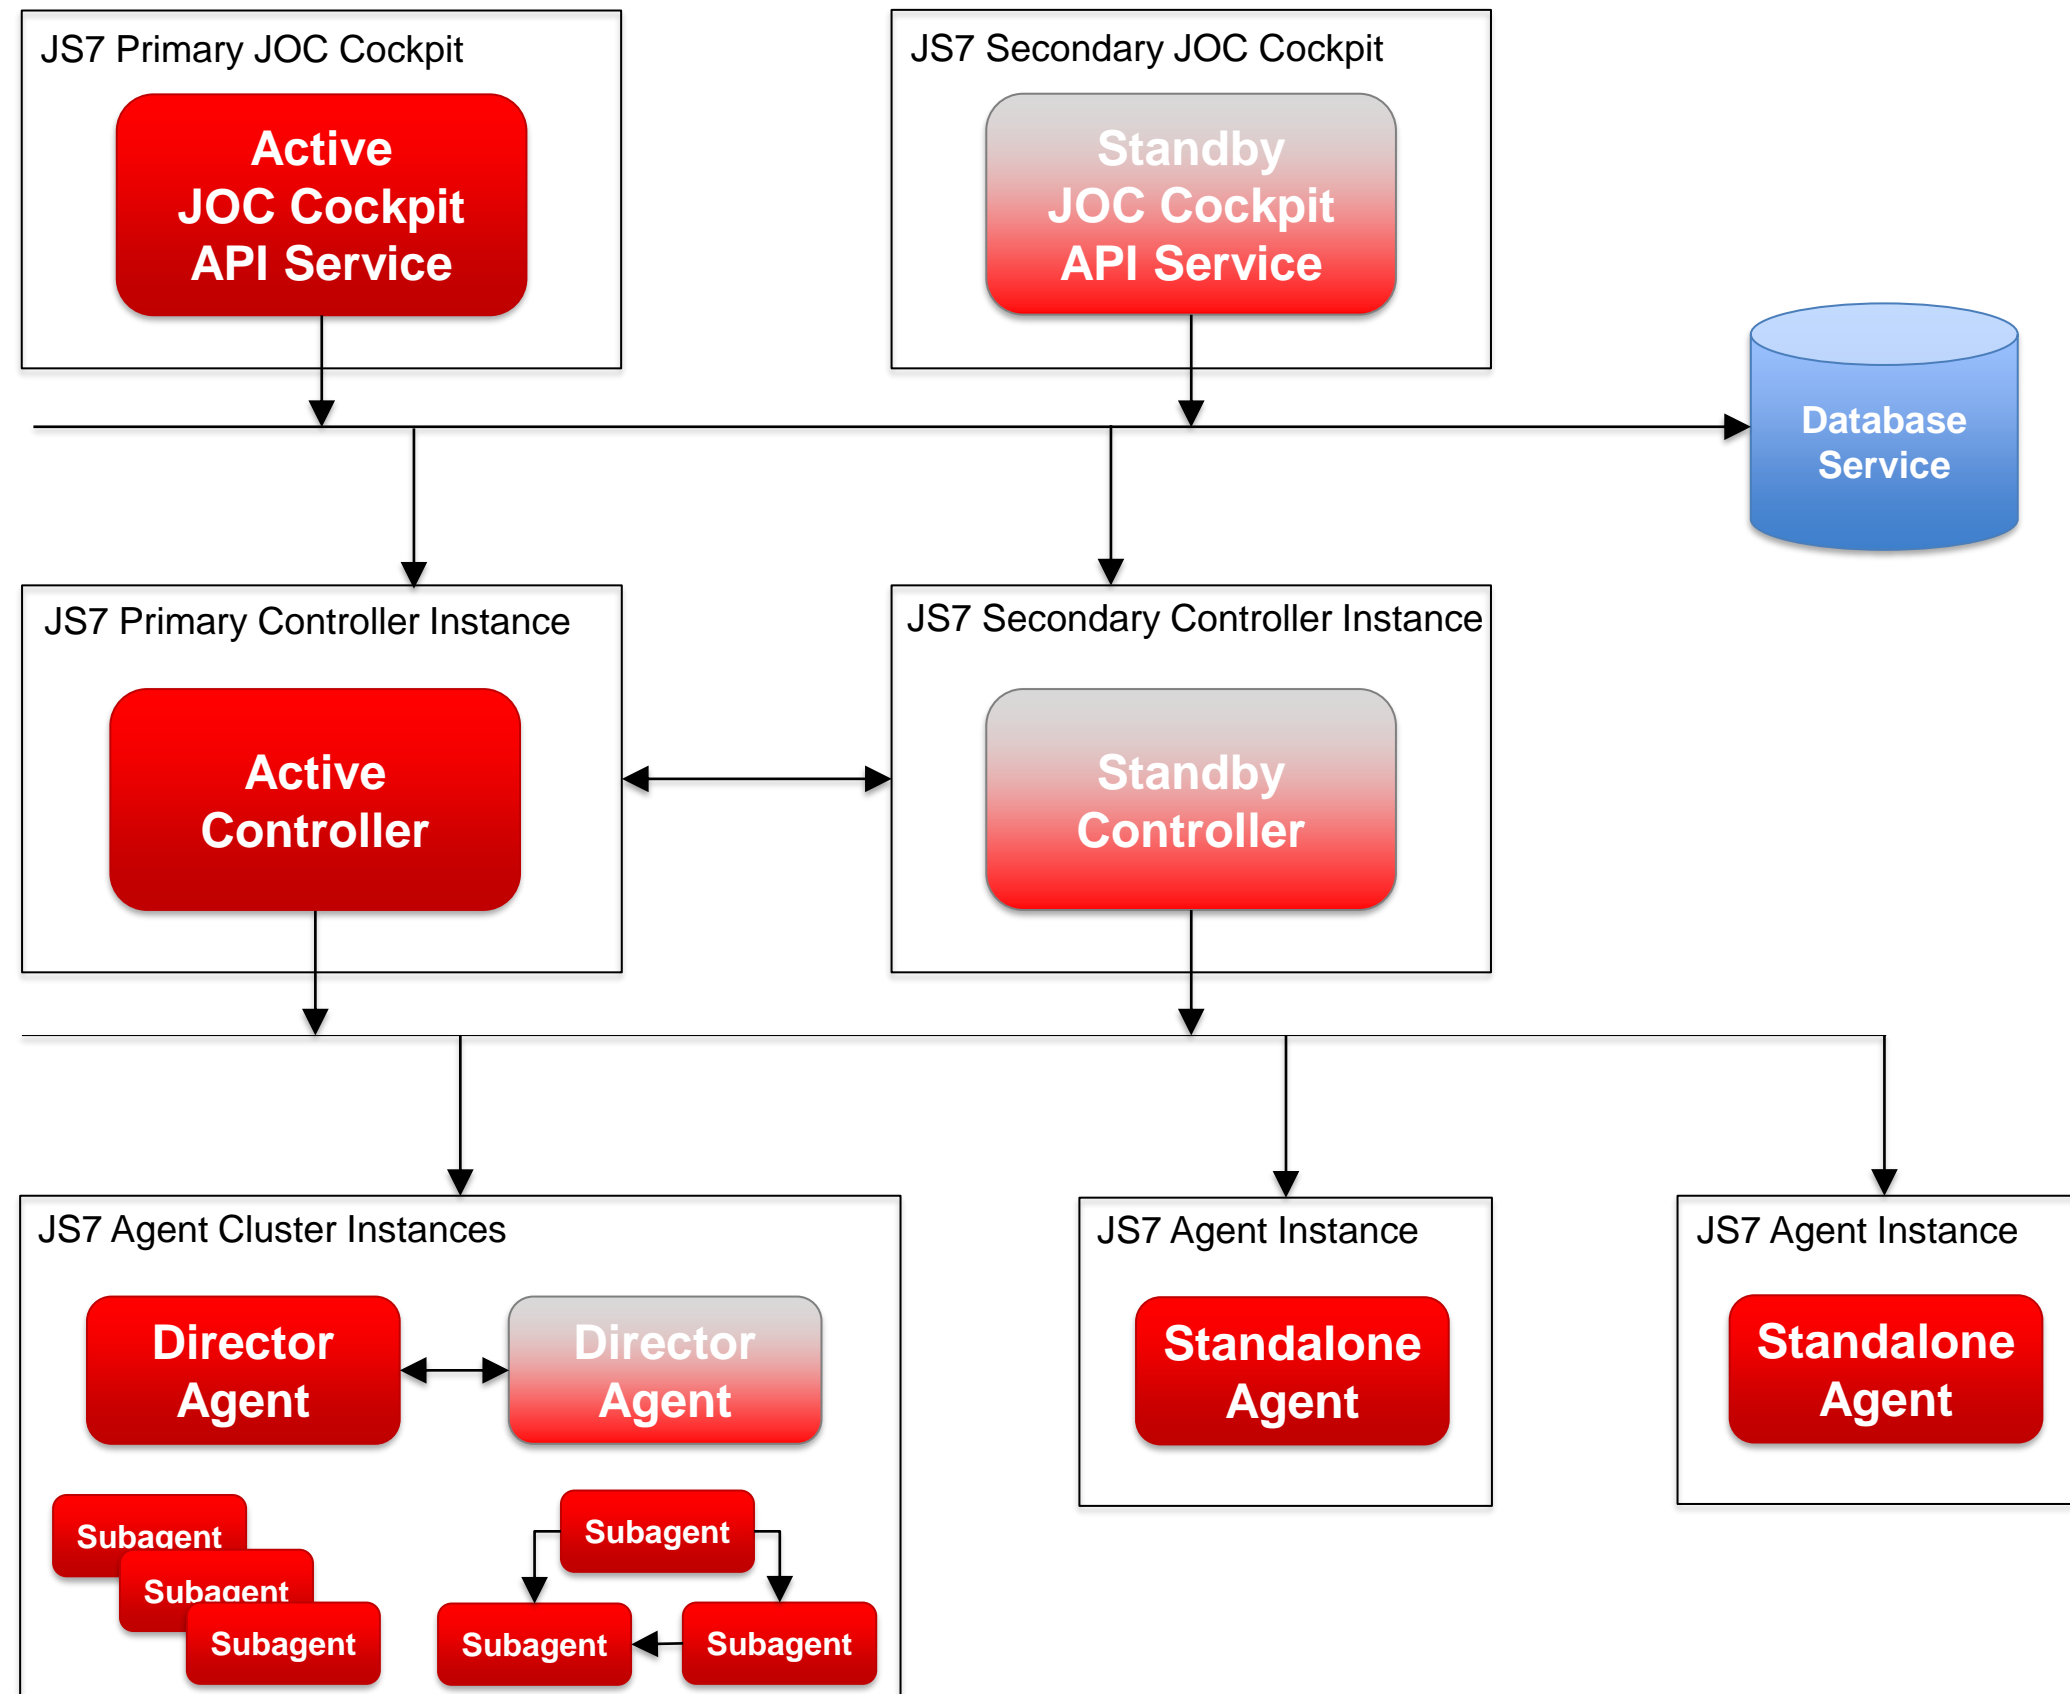 JS7 Primary JOC Cockpit
Active
JOC Cockpit
API Service
JS7 Secondary JOC Cockpit
Standby
JOC Cockpit
API Service
Database
Service
JS7 Primary Controller Instance
Active
Controller
JS7 Secondary Controller Instance
Standby
Controller
JS7 Agent Cluster Instances
Director
Agent
Director
Agent
Subagent
Subagent
Subagent
Subagent
Subagent
Subagent
JS7 Agent Instance
Standalone
Agent
JS7 Agent Instance
Standalone
Agent